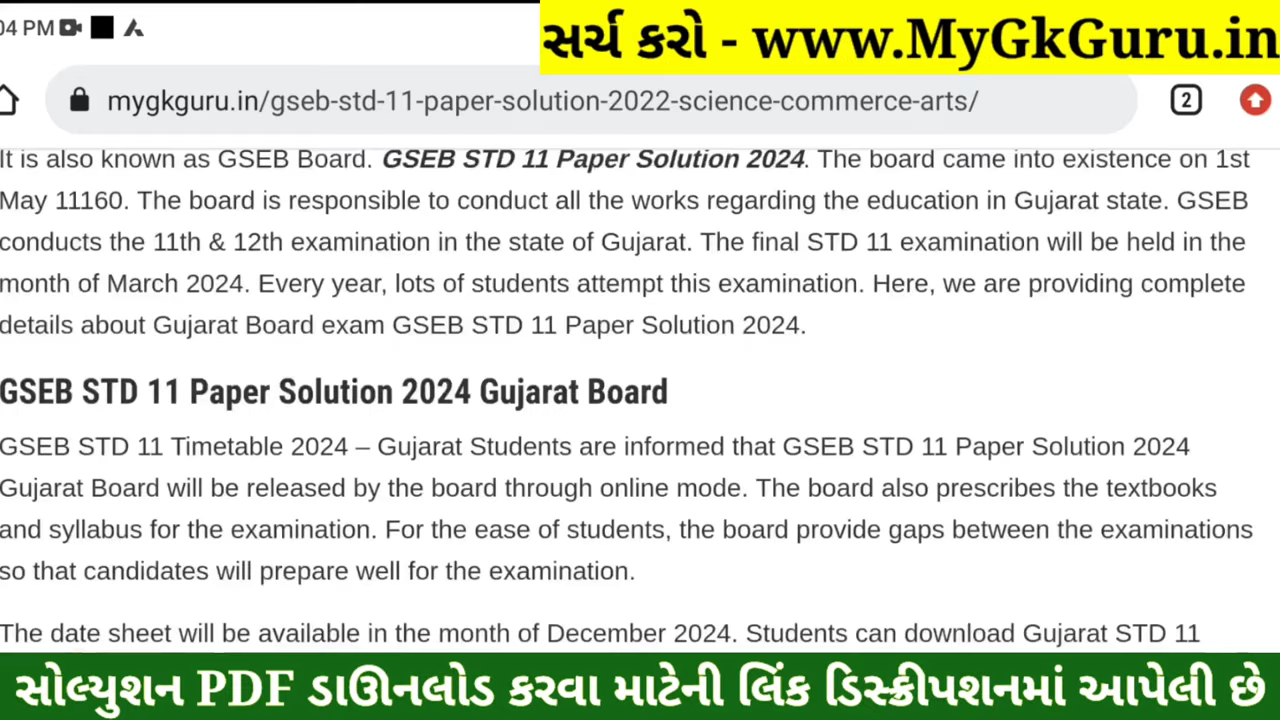 04 PM
સર્ચ કરો - www.MyGkGuru.in
mygkguru.in/gseb-std-11-paper-solution-2022-science-commerce-arts/
2
It is also known as GSEB Board. GSEB STD 11 Paper Solution 2024. The board came into existence on 1st
May 11160. The board is responsible to conduct all the works regarding the education in Gujarat state. GSEB
conducts the 11th & 12th examination in the state of Gujarat. The final STD 11 examination will be held in the
month of March 2024. Every year, lots of students attempt this examination. Here, we are providing complete
details about Gujarat Board exam GSEB STD 11 Paper Solution 2024.
GSEB STD 11 Paper Solution 2024 Gujarat Board
GSEB STD 11 Timetable 2024 – Gujarat Students are informed that GSEB STD 11 Paper Solution 2024
Gujarat Board will be released by the board through online mode. The board also prescribes the textbooks
and syllabus for the examination. For the ease of students, the board provide gaps between the examinations
so that candidates will prepare well for the examination.
The date sheet will be available in the month of December 2024. Students can download Gujarat STD 11
સોલ્યુશન PDF ડાઊનલોડ કરવા માટેની લિંક ડિસ્ક્રીપશનમાં આપેલી છે